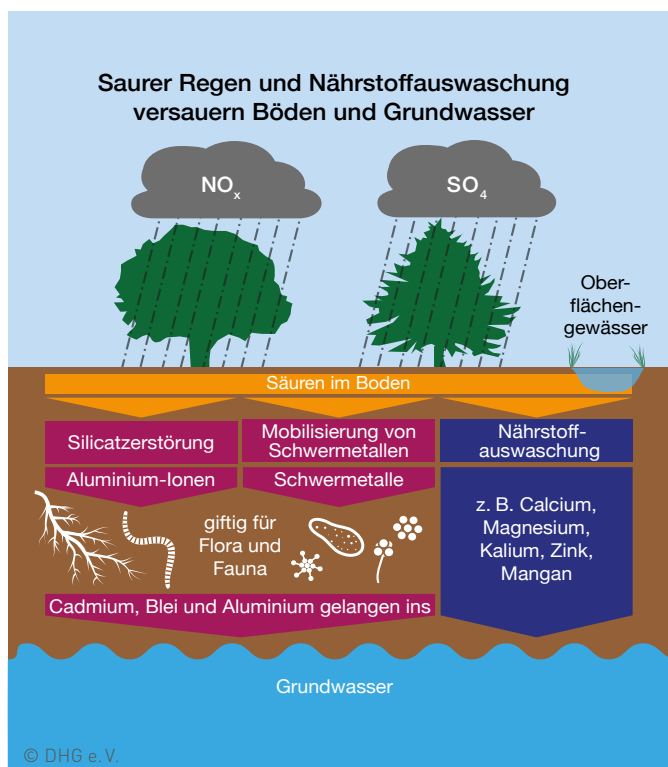 Saurer Regen und Nährstoffauswaschung
versauern Böden und Grundwasser
NOₓ
SO₄
Ober-
flächen-
gewässer
Säuren im Boden
Silicatzerstörung
Mobilisierung von
Schwermetallen
Nährstoff-
auswaschung
Aluminium-Ionen
Schwermetalle
z. B. Calcium,
Magnesium,
Kalium, Zink,
Mangan
giftig für
Flora und
Fauna
Cadmium, Blei und Aluminium gelangen ins
Grundwasser
© DHG e. V.